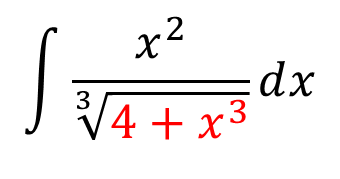 ∫ x² / ∛(4 + x³) dx